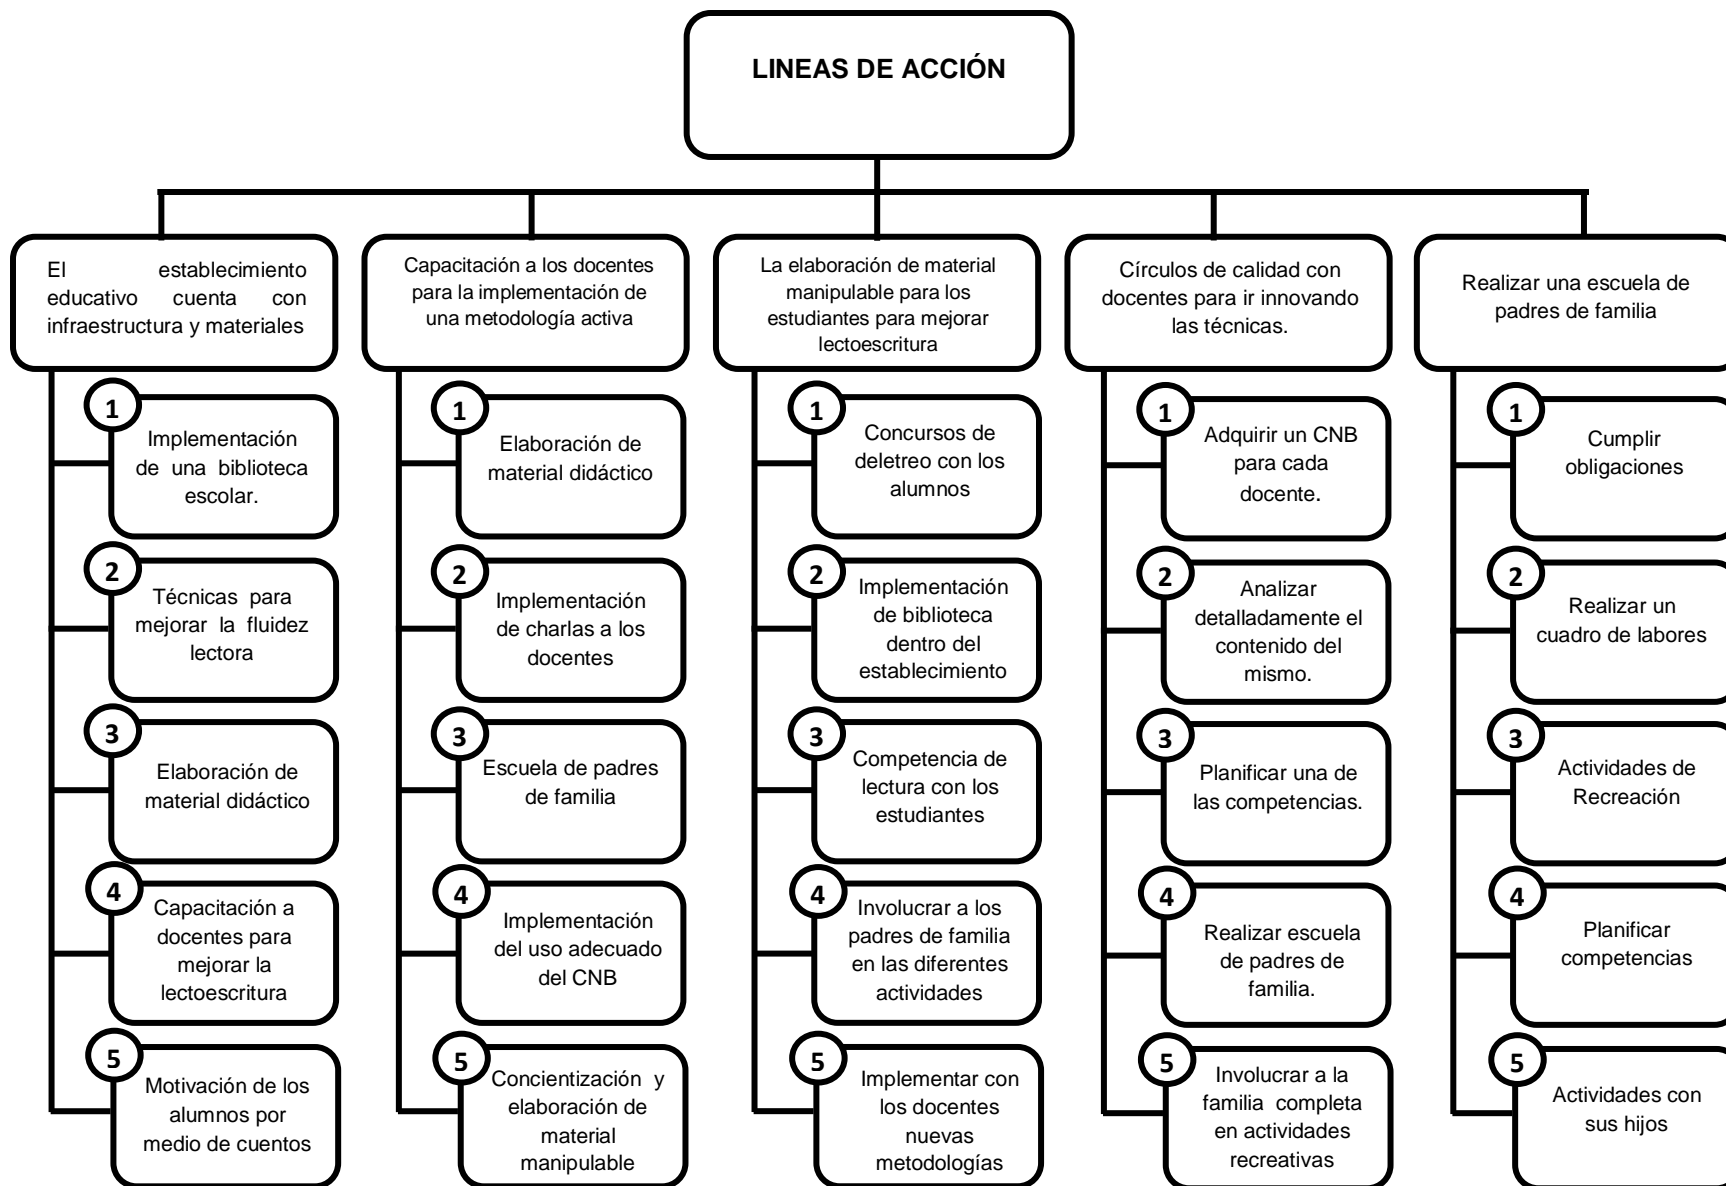 LINEAS DE ACCIÓN
El establecimiento
educativo cuenta con
infraestructura y materiales
1
Implementación
de una biblioteca
escolar.
2
Técnicas para
mejorar la fluidez
lectora
3
Elaboración de
material didáctico
4
Capacitación a
docentes para
mejorar la
lectoescritura
5
Motivación de los
alumnos por
medio de cuentos
Capacitación a los docentes
para la implementación de
una metodología activa
1
Elaboración de
material didáctico
2
Implementación
de charlas a los
docentes
3
Escuela de padres
de familia
4
Implementación
del uso adecuado
del CNB
5
Concientización y
elaboración de
material
manipulable
La elaboración de material
manipulable para los
estudiantes para mejorar
lectoescritura
1
Concursos de
deletreo con los
alumnos
2
Implementación
de biblioteca
dentro del
establecimiento
3
Competencia de
lectura con los
estudiantes
4
Involucrar a los
padres de familia
en las diferentes
actividades
5
Implementar con
los docentes
nuevas
metodologías
Círculos de calidad con
docentes para ir innovando
las técnicas.
1
Adquirir un CNB
para cada
docente.
2
Analizar
detalladamente el
contenido del
mismo.
3
Planificar una de
las competencias.
4
Realizar escuela
de padres de
familia.
5
Involucrar a la
familia completa
en actividades
recreativas
Realizar una escuela de
padres de familia
1
Cumplir
obligaciones
2
Realizar un
cuadro de labores
3
Actividades de
Recreación
4
Planificar
competencias
5
Actividades con
sus hijos